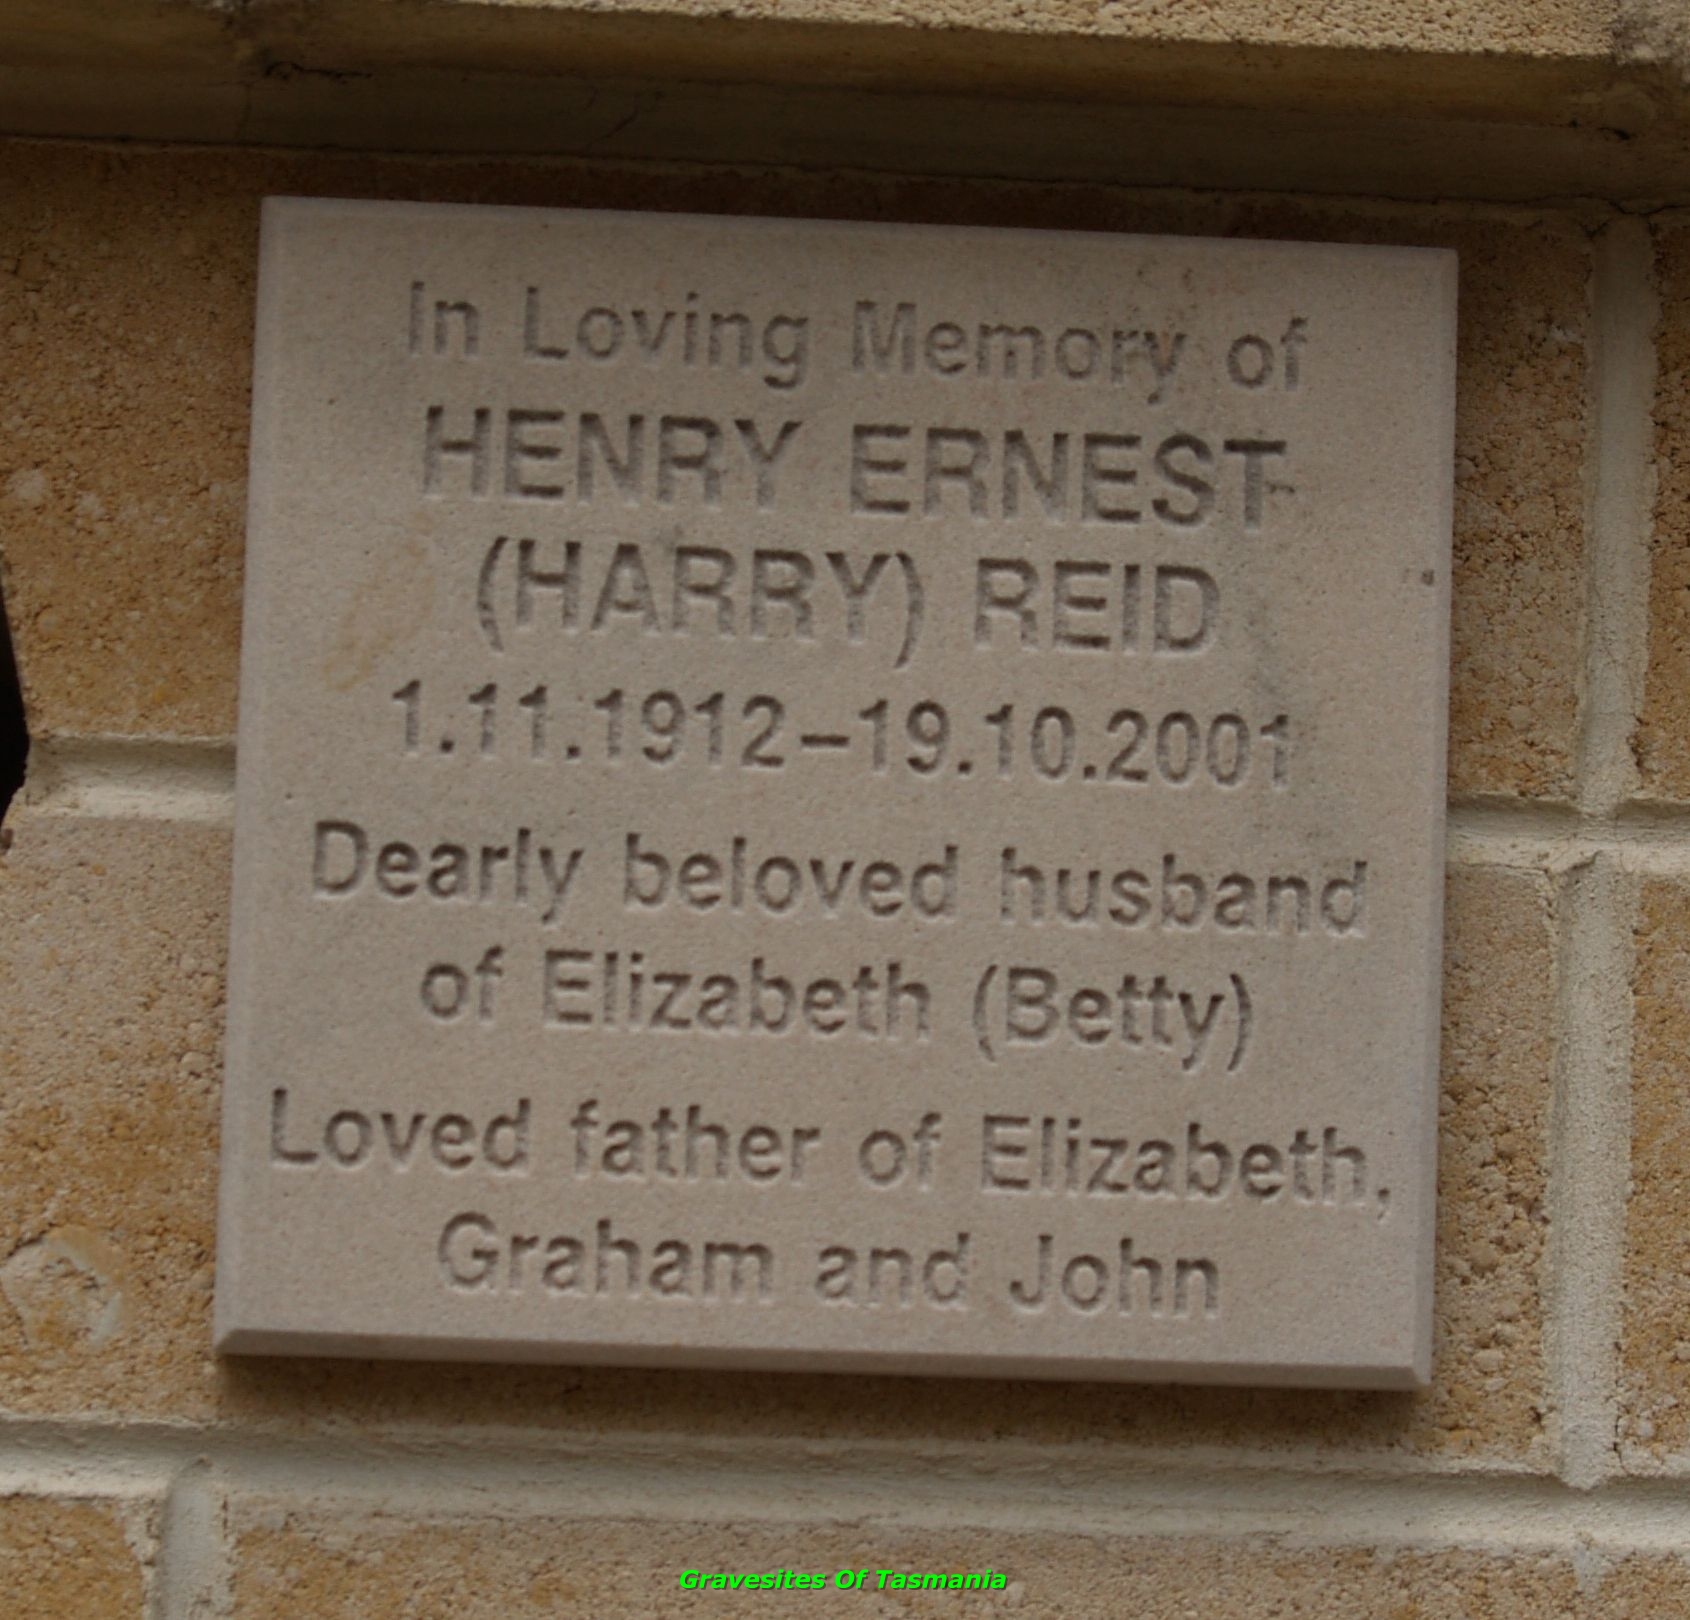 In Loving Memory of
HENRY ERNEST
(HARRY) REID
1.11.1912–19.10.2001
Dearly beloved husband
of Elizabeth (Betty)
Loved father of Elizabeth,
Graham and John
Gravesites Of Tasmania